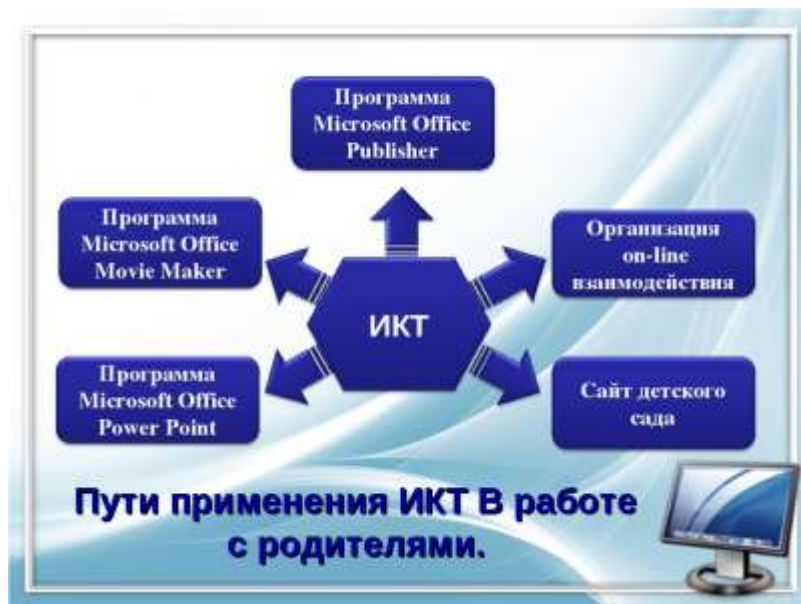 Программа
Microsoft Office
Publisher
Программа
Microsoft Office
Movie Maker
Организация
on-line
взаимодействия
ИКТ
Программа
Microsoft Office
Power Point
Сайт детского
сада
Пути применения ИКТ В работе
с родителями.